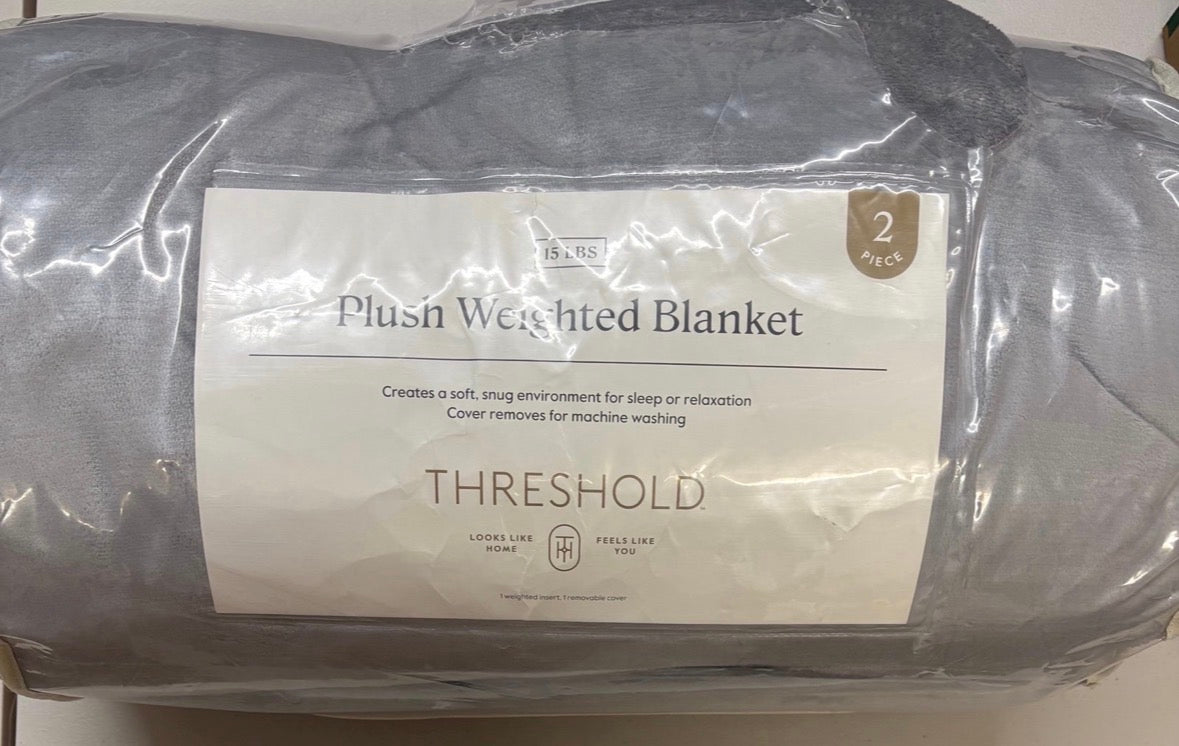 2
PIECE
15 LBS
Plush Weighted Blanket
Creates a soft, snug environment for sleep or relaxation
Cover removes for machine washing
THRESHOLD™
LOOKS LIKE
HOME
FEELS LIKE
YOU
1 weighted insert, 1 removable cover